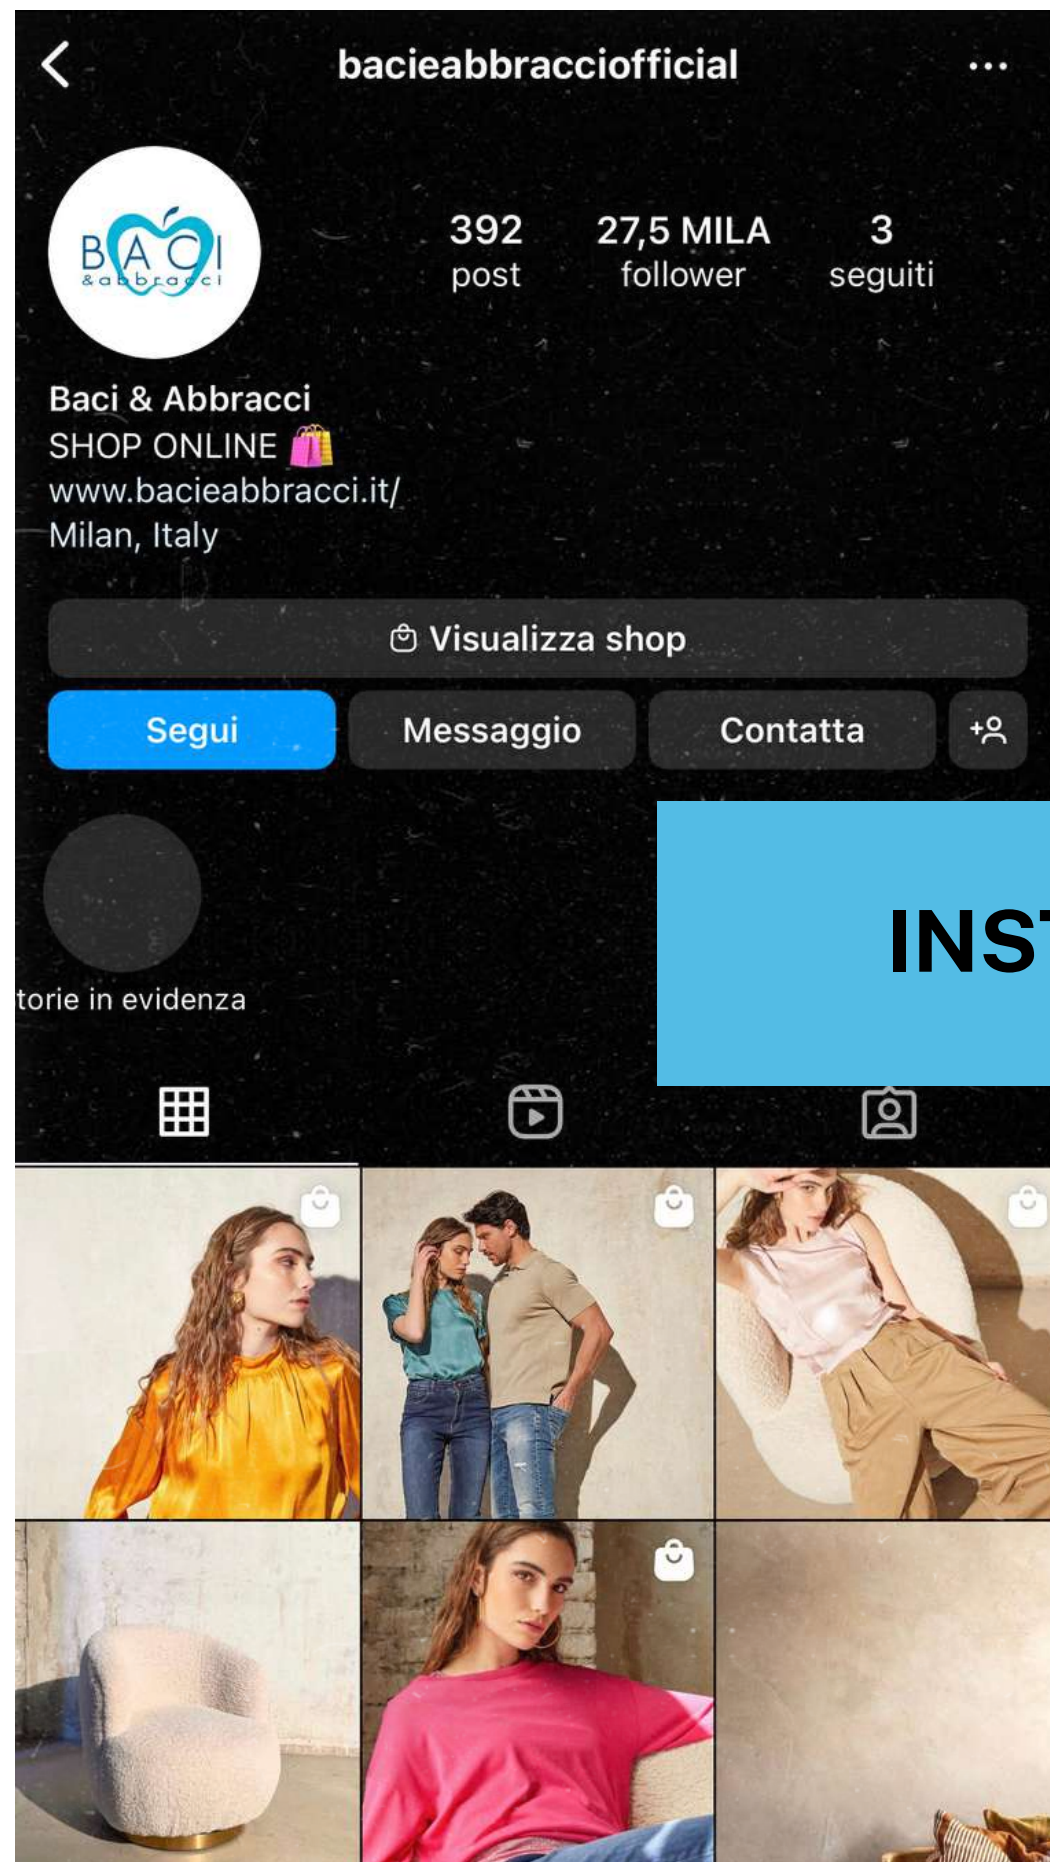 bacieabbracciofficial
BACI
&abbracci
392
post
27,5 MILA
follower
3
seguiti
Baci & Abbracci
SHOP ONLINE
www.bacieabbracci.it/
Milan, Italy
Visualizza shop
Segui
Messaggio
Contatta
torie in evidenza